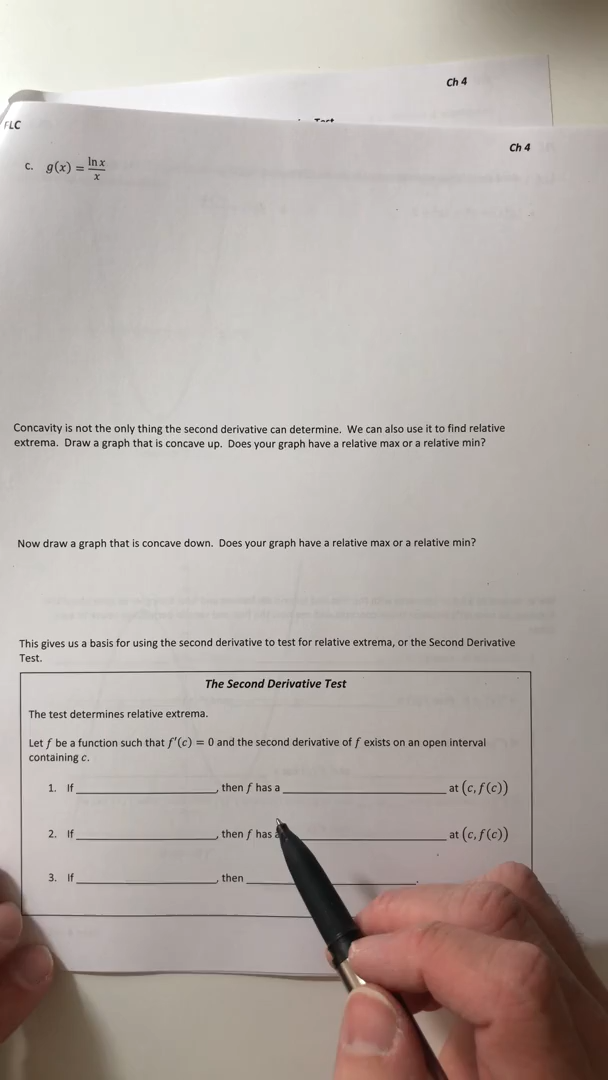 Ch 4
FLC
Ch 4
c. g(x) = ln x / x
Concavity is not the only thing the second derivative can determine. We can also use it to find relative
extrema. Draw a graph that is concave up. Does your graph have a relative max or a relative min?
Now draw a graph that is concave down. Does your graph have a relative max or a relative min?
This gives us a basis for using the second derivative to test for relative extrema, or the Second Derivative
Test.
The Second Derivative Test
The test determines relative extrema.
Let f be a function such that f′(c) = 0 and the second derivative of f exists on an open interval
containing c.
1. If ____________, then f has a ____________ at (c, f(c))
2. If ____________, then f has a ____________ at (c, f(c))
3. If ____________, then ____________.